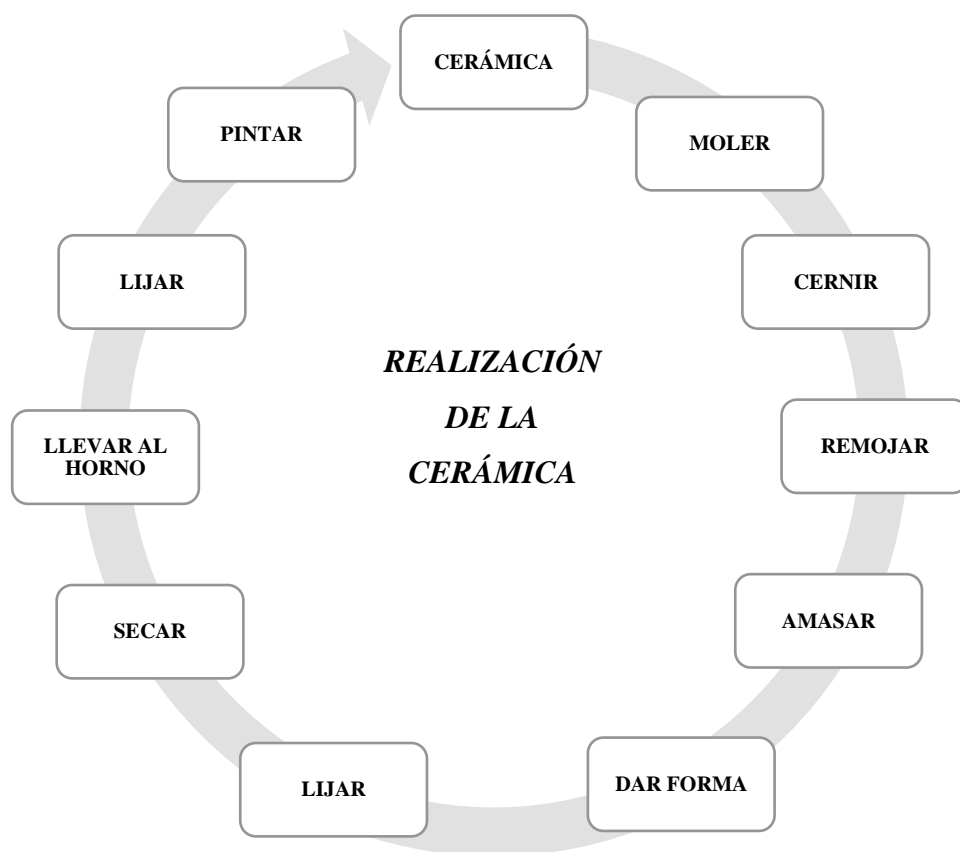 CERÁMICA
MOLER
CERNIR
REMOJAR
AMASAR
DAR FORMA
LIJAR
SECAR
LLEVAR AL
HORNO
LIJAR
PINTAR
REALIZACIÓN
DE LA
CERÁMICA